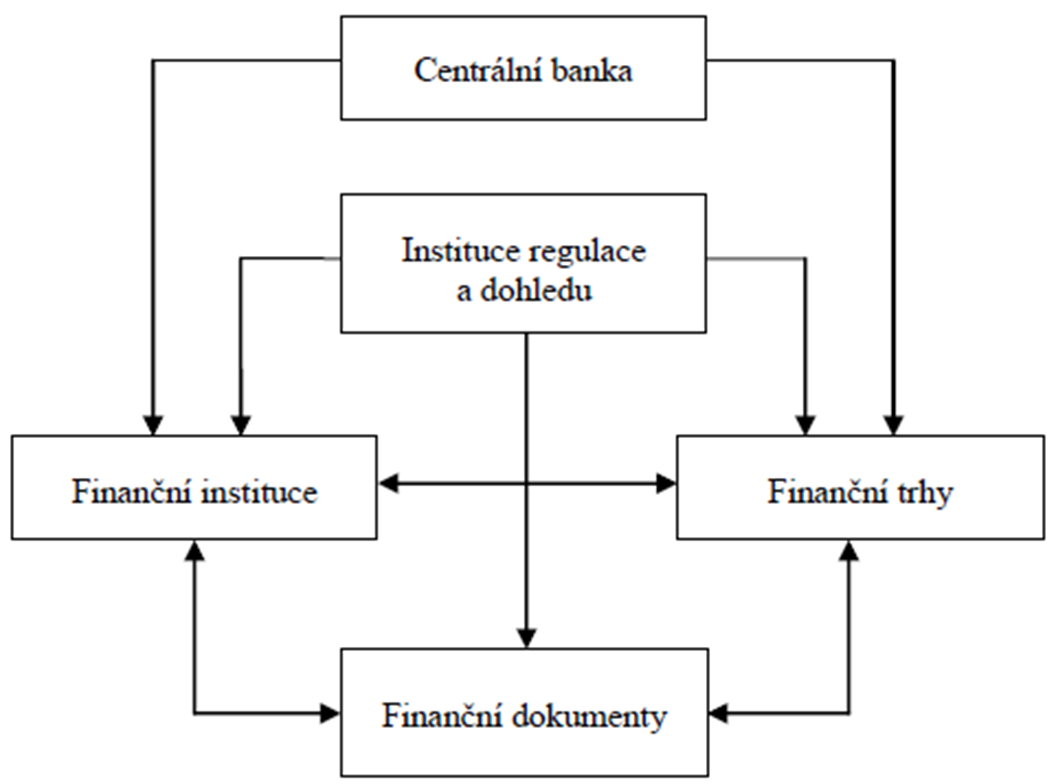 Centrální banka
Instituce regulace
a dohledu
Finanční instituce
Finanční trhy
Finanční dokumenty